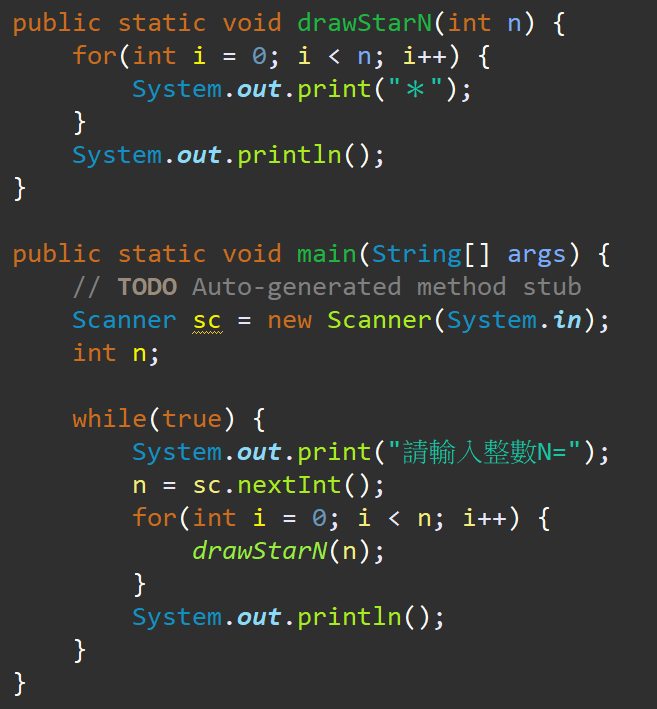 public static void drawStarN(int n) {
    for(int i = 0; i < n; i++) {
        System.out.print("＊");
    }
    System.out.println();
}

public static void main(String[] args) {
    // TODO Auto-generated method stub
    Scanner sc = new Scanner(System.in);
    int n;

    while(true) {
        System.out.print("請輸入整數N=");
        n = sc.nextInt();
        for(int i = 0; i < n; i++) {
            drawStarN(n);
        }
        System.out.println();
    }
}